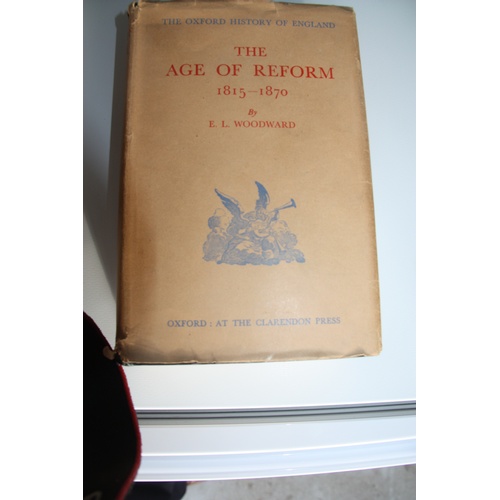 THE OXFORD HISTORY OF ENGLAND
THE
AGE OF REFORM
1815–1870
By
E. L. WOODWARD
OXFORD : AT THE CLARENDON PRESS